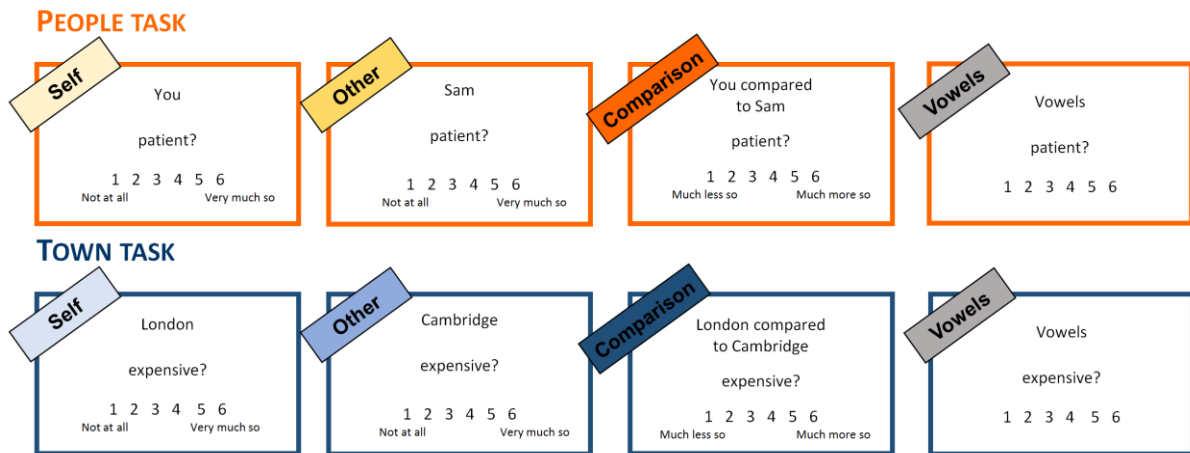 PEOPLE TASK
Self
You
patient?
1 2 3 4 5 6
Not at all Very much so
Other
Sam
patient?
1 2 3 4 5 6
Not at all Very much so
Comparison
You compared
to Sam
patient?
1 2 3 4 5 6
Much less so Much more so
Vowels
Vowels
patient?
1 2 3 4 5 6
TOWN TASK
Self
London
expensive?
1 2 3 4 5 6
Not at all Very much so
Other
Cambridge
expensive?
1 2 3 4 5 6
Not at all Very much so
Comparison
London compared
to Cambridge
expensive?
1 2 3 4 5 6
Much less so Much more so
Vowels
Vowels
expensive?
1 2 3 4 5 6